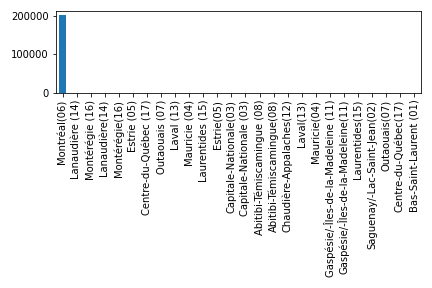 200000
100000
0
Montréal(06)
Lanaudière (14)
Montérégie (16)
Lanaudière(14)
Montérégie(16)
Estrie (05)
Centre-du-Québec (17)
Outaouais (07)
Laval (13)
Mauricie (04)
Laurentides (15)
Estrie(05)
Capitale-Nationale(03)
Capitale-Nationale (03)
Abitibi-Témiscamingue (08)
Abitibi-Témiscamingue(08)
Chaudière-Appalaches(12)
Laval(13)
Mauricie(04)
Gaspésie/-Îles-de-la-Madeleine (11)
Gaspésie/-Îles-de-la-Madeleine(11)
Laurentides(15)
Saguenay/-Lac-Saint-Jean(02)
Outaouais(07)
Centre-du-Québec(17)
Bas-Saint-Laurent (01)